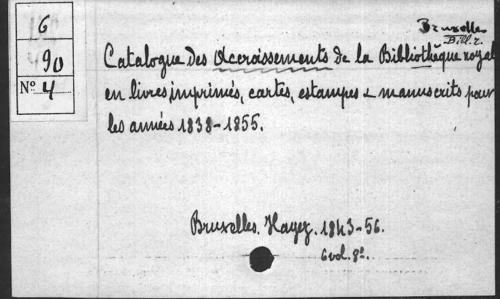 6
90
Nº 4
Bruxelles
Bibl. r.
Catalogue des Accroissements de la Bibliothèque royale
en livres imprimés, cartes, estampes & manuscrits pour
les années 1838-1855.
Bruxelles. Hayez. 1843-56.
6 vol. 8º.